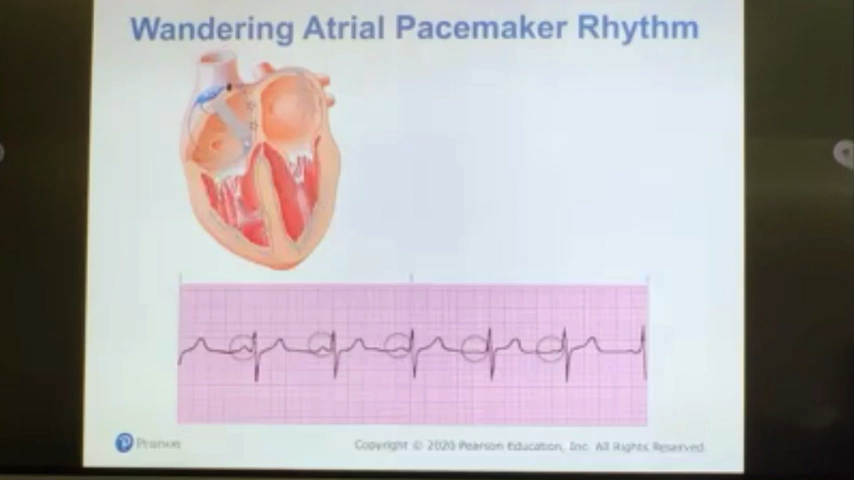 Wandering Atrial Pacemaker Rhythm
Pearson
Copyright © 2020 Pearson Education, Inc. All Rights Reserved.